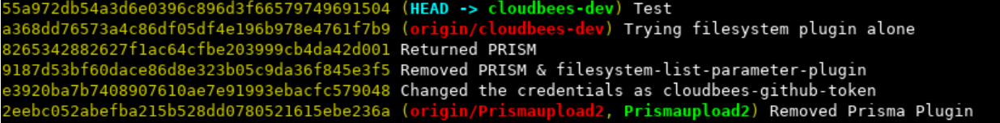 55a972db54a3d6e0396c896d3f66579749691504 (HEAD -> cloudbees-dev) Test
a368dd76573a4c86df05df4e196b978e4761f7b9 (origin/cloudbees-dev) Trying filesystem plugin alone
8265342882627f1ac64cfbe203999cb4da42d001 Returned PRISM
9187d53bf60dace86d8e323b05c9da36f845e3f5 Removed PRISM & filesystem-list-parameter-plugin
e3920ba7b7408907610ae7e91993ebacfc579048 Changed the credentials as cloudbees-github-token
2eebc052abefba215b528dd0780521615ebe236a (origin/Prismaupload2, Prismaupload2) Removed Prisma Plugin